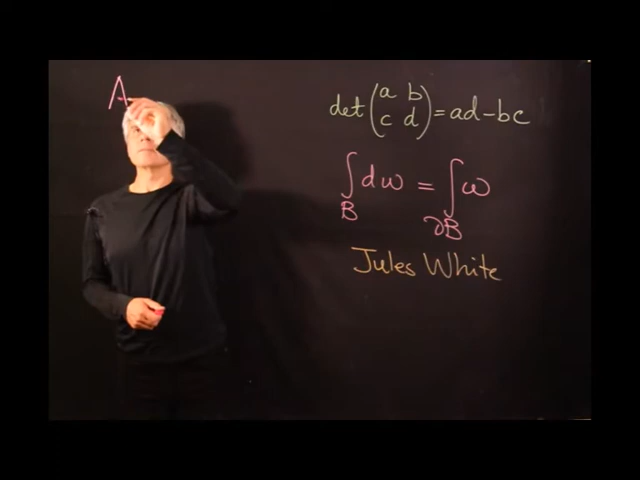 A
det(a b
c d) = ad - bc
∫_B dω = ∫_∂B ω
Jules White